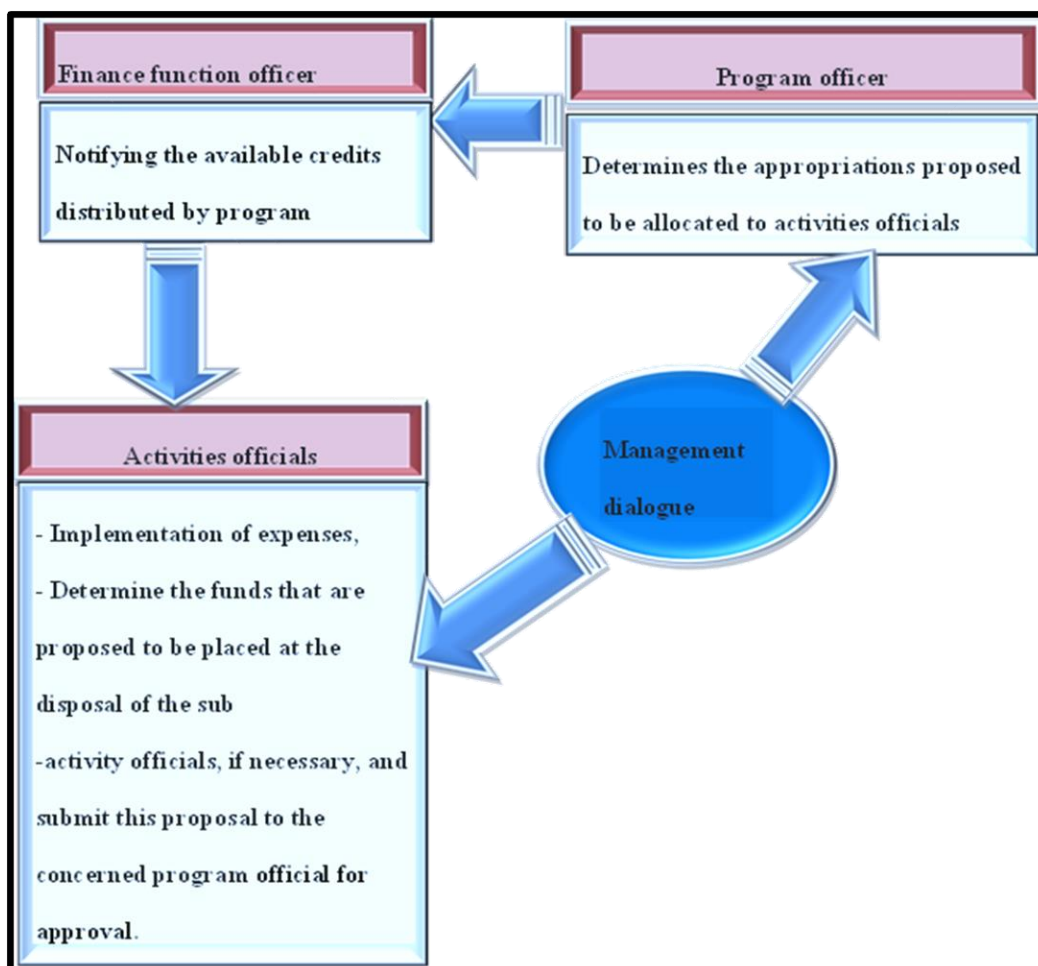 Finance function officer
Notifying the available credits
distributed by program
Program officer
Determines the appropriations proposed
to be allocated to activities officials
Management
dialogue
Activities officials
- Implementation of expenses,
- Determine the funds that are
proposed to be placed at the
disposal of the sub
-activity officials, if necessary, and
submit this proposal to the
concerned program official for
approval.